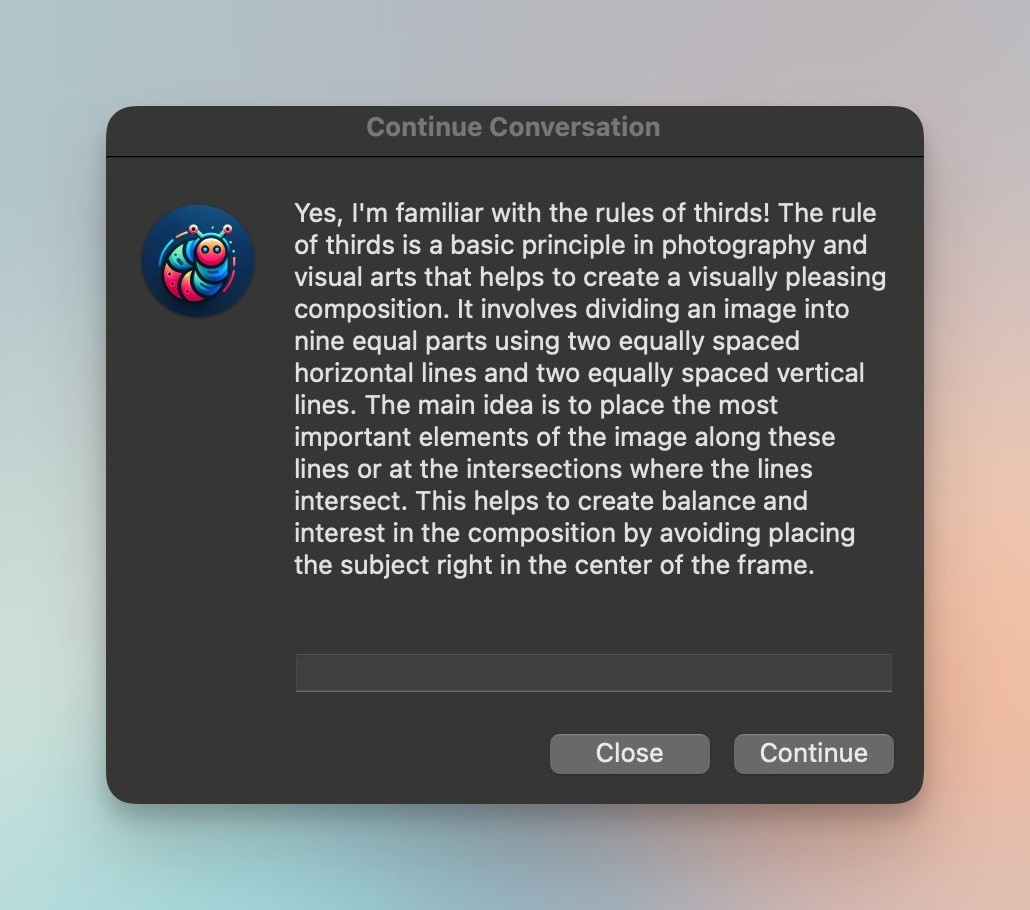 Continue Conversation
Yes, I'm familiar with the rules of thirds! The rule
of thirds is a basic principle in photography and
visual arts that helps to create a visually pleasing
composition. It involves dividing an image into
nine equal parts using two equally spaced
horizontal lines and two equally spaced vertical
lines. The main idea is to place the most
important elements of the image along these
lines or at the intersections where the lines
intersect. This helps to create balance and
interest in the composition by avoiding placing
the subject right in the center of the frame.
Close Continue